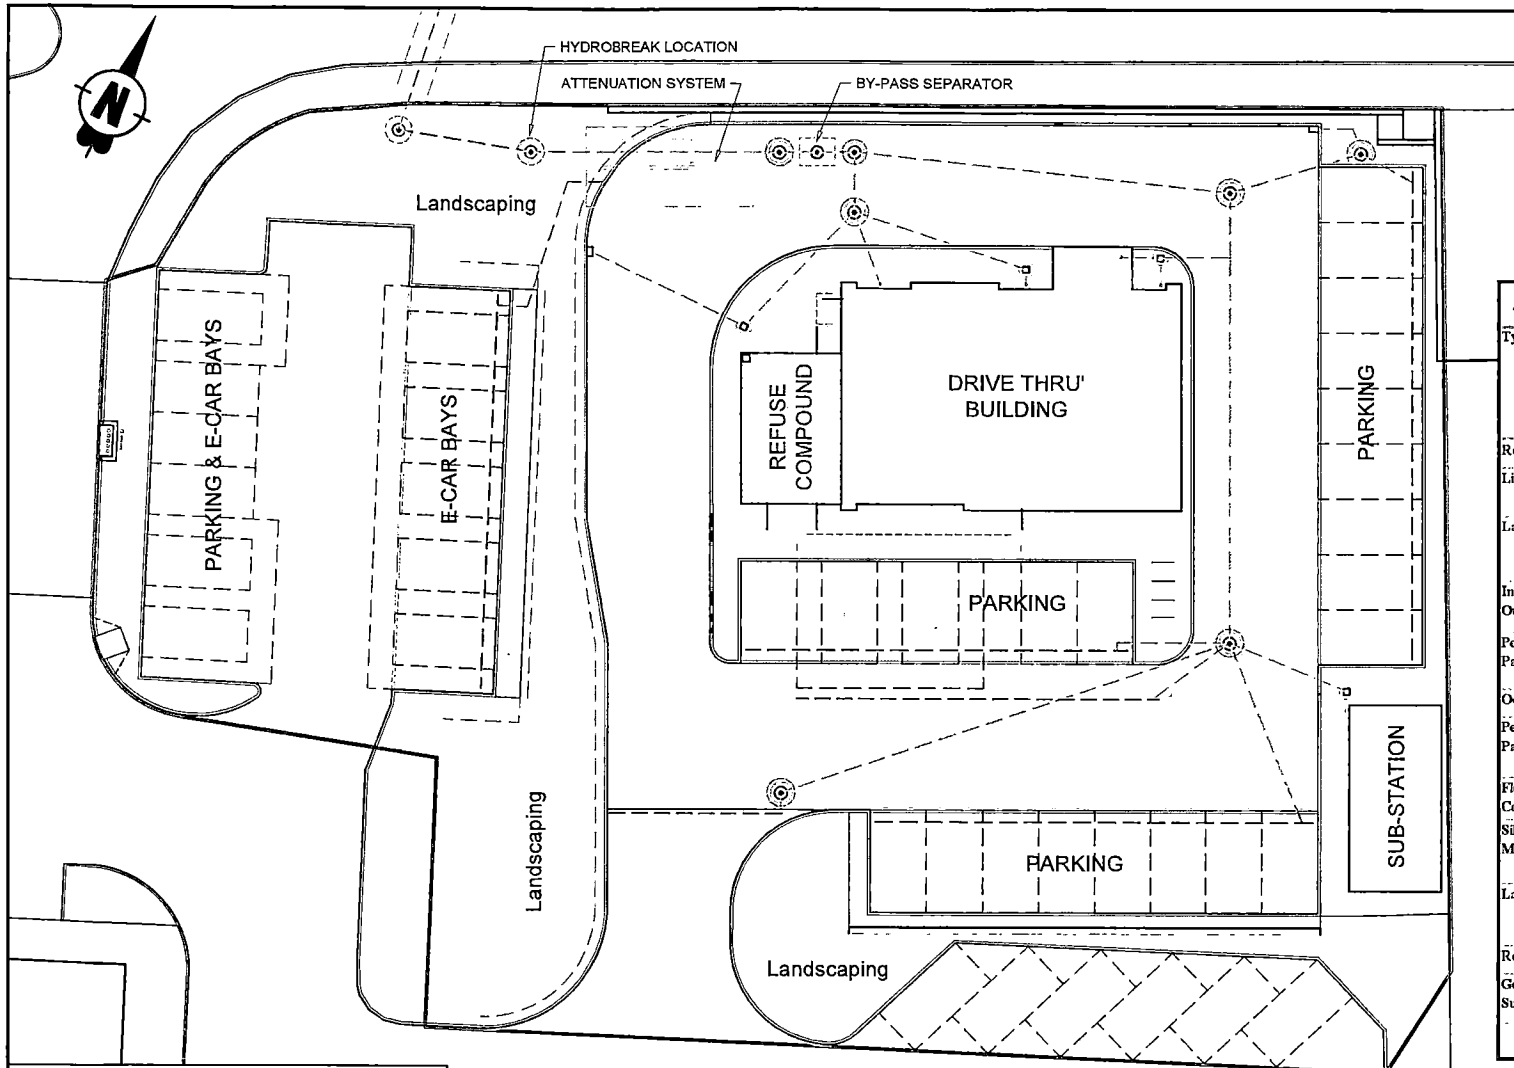 HYDROBREAK LOCATION
ATTENUATION SYSTEM
BY-PASS SEPARATOR
N
Landscaping
PARKING & E-CAR BAYS
E-CAR BAYS
REFUSE
COMPOUND
DRIVE THRU'
BUILDING
PARKING
PARKING
PARKING
SUB-STATION
Landscaping
Landscaping